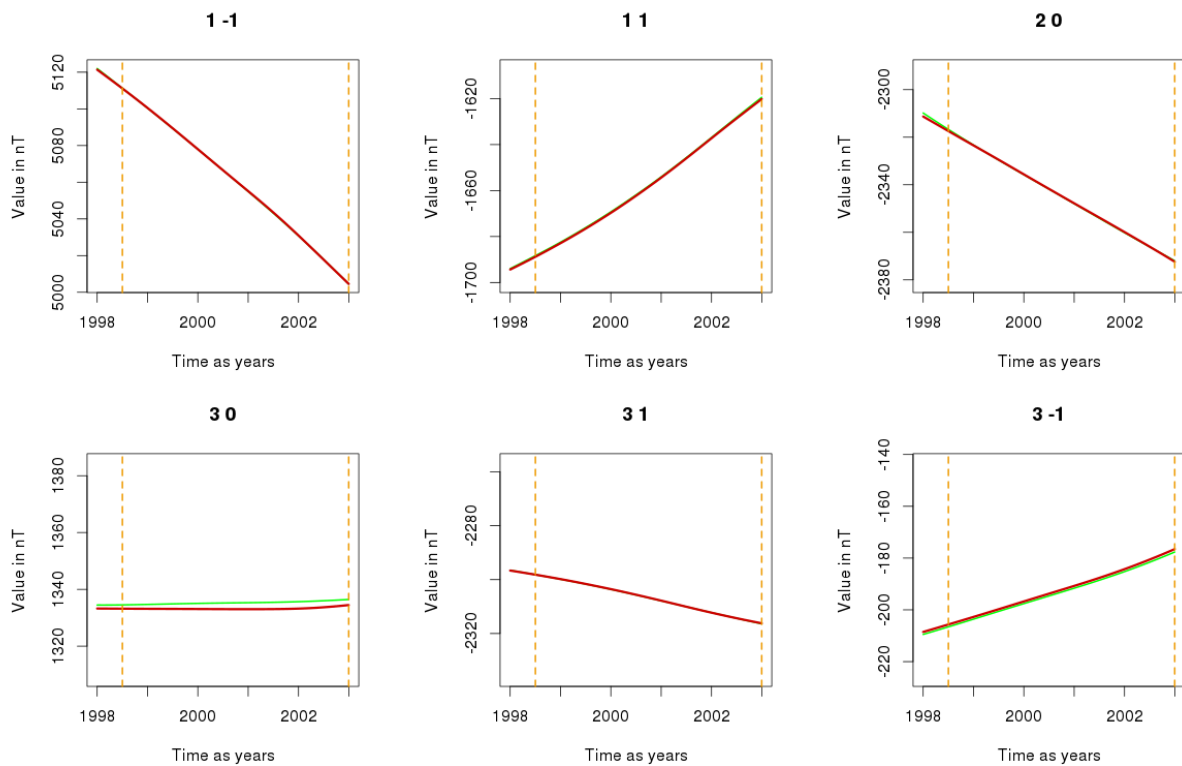 1 -1
1 1
2 0
Value in nT
5000 5040 5080 5120
1998 2000 2002
Time as years
Value in nT
-1700 -1660 -1620
1998 2000 2002
Time as years
Value in nT
-2380 -2340 -2300
1998 2000 2002
Time as years
3 0
3 1
3 -1
Value in nT
1320 1340 1360 1380
1998 2000 2002
Time as years
Value in nT
-2320 -2280
1998 2000 2002
Time as years
Value in nT
-220 -200 -180 -160 -140
1998 2000 2002
Time as years